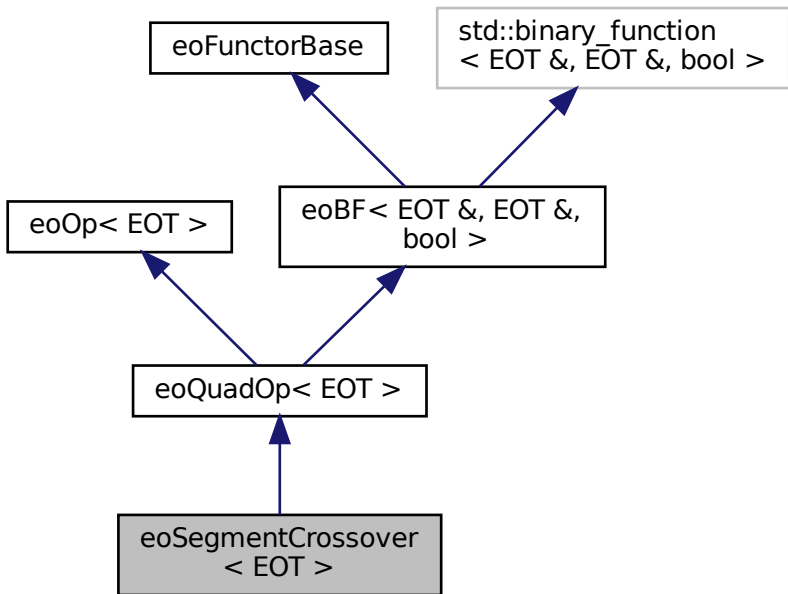 eoFunctorBase
std::binary_function
< EOT &, EOT &, bool >
eoOp< EOT >
eoBF< EOT &, EOT &,
bool >
eoQuadOp< EOT >
eoSegmentCrossover
< EOT >